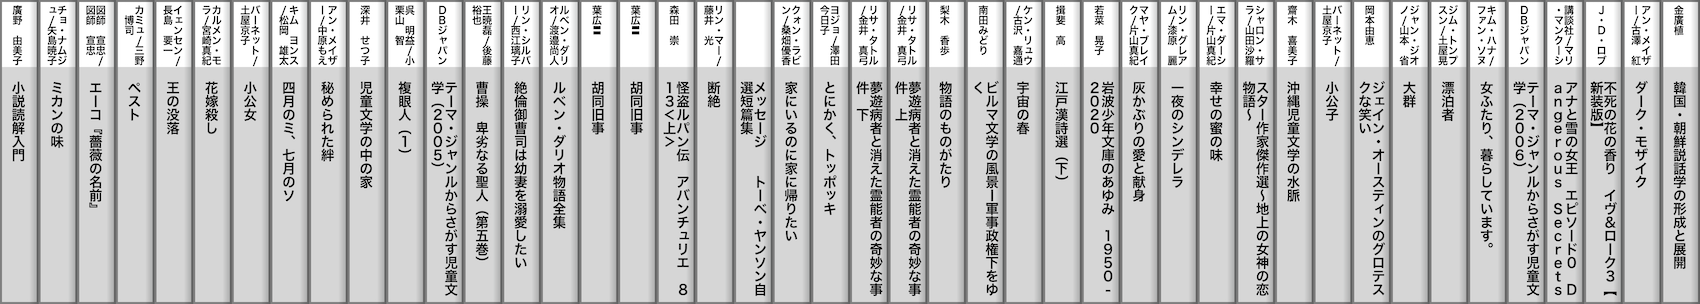 金廣植
韓国・朝鮮説話学の形成と展開
アン・メイザ
ー/古澤 紅
ダーク・モザイク
J・D・ロブ
不死の花の香り イヴ&ローク3【
新装版】
講談社/マリ
・マンクーシ
アナと雪の女王 エピソード0 D
angerous Secrets
DBジャパン
テーマ・ジャンルからさがす児童文
学(2006)
キム・ハナ/
ファン・ソヌ
女ふたり、暮らしています。
ジム・トンプ
スン/土屋晃
漂泊者
ジャン・ジオ
ノ/山本 省
大群
岡本由恵
ジェイン・オースティンのグロテス
クな笑い
バーネット/
土屋京子
小公子
齋木 喜美子
沖縄児童文学の水脈
シャロン・サ
ラ/山田沙羅
スター作家傑作選~地上の女神の恋
物語~
エマ・ダーシ
ー/片山真紀
幸せの蜜の味
リン・グレア
ム/漆原 麗
一夜のシンデレラ
マヤ・ブレイ
ク/片山真紀
灰かぶりの愛と献身
若菜 晃子
岩波少年文庫のあゆみ 1950-
2020
揖斐 高
江戸漢詩選(下)
ケン・リュウ
/古沢 嘉通
宇宙の春
南田みどり
ビルマ文学の風景ー軍事政権下をゆ
く
梨木 香歩
物語のものがたり
リサ・タトル
/金井 真弓
夢遊病者と消えた霊能者の奇妙な事
件 上
リサ・タトル
/金井 真弓
夢遊病者と消えた霊能者の奇妙な事
件 下
ヨジョ/澤田
今日子
とにかく、トッポッキ
クォン・ラビ
ン/桑畑優香
家にいるのに家に帰りたい
メッセージ トーベ・ヤンソン自
選短篇集
リン・マー/
藤井 光
断絶
森田 崇
怪盗ルパン伝 アバンチュリエ 8
13<上>
葉広〓
胡同旧事
葉広〓
胡同旧事
ルベン・ダリ
オ/渡邉尚人
ルベン・ダリオ物語全集
リン・シルバ
ー/西江璃子
絶倫御曹司は幼妻を溺愛したい
王暁磊/後藤
裕也
曹操 卑劣なる聖人(第五巻)
DBジャパン
テーマ・ジャンルからさがす児童文
学(2005)
呉 明益/小
栗山 智
複眼人(1)
深井 せつ子
児童文学の中の家
アン・メイザ
ー/中原もえ
秘められた絆
キム ヨンス
/松岡 雄太
四月のミ、七月のソ
バーネット/
土屋京子
小公女
カルメン・モ
ラ/宮崎真紀
花嫁殺し
イェンセン/
長島 要一
王の没落
カミュ/三野
博司
ペスト
図師 宣忠/
図師 宣忠
エーコ『薔薇の名前』
チョ・ナムジ
ュ/矢島暁子
ミカンの味
廣野 由美子
小説読解入門